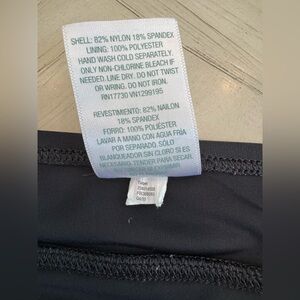 SHELL: 82% NYLON 18% SPANDEX
LINING: 100% POLYESTER
HAND WASH COLD SEPARATELY.
ONLY NON-CHLORINE BLEACH IF
NEEDED. LINE DRY. DO NOT TWIST
OR WRING. DO NOT IRON.
RN17730 VN1299195
REVESTIMIENTO: 82% NAILON
18% SPANDEX
FORRO: 100% POLIÉSTER
LAVAR A MANO CON AGUA FRIA
POR SEPARADO. SÓLO
BLANQUEADOR SIN CLORO SI ES
NECESARIO. TENDER PARA SECAR.